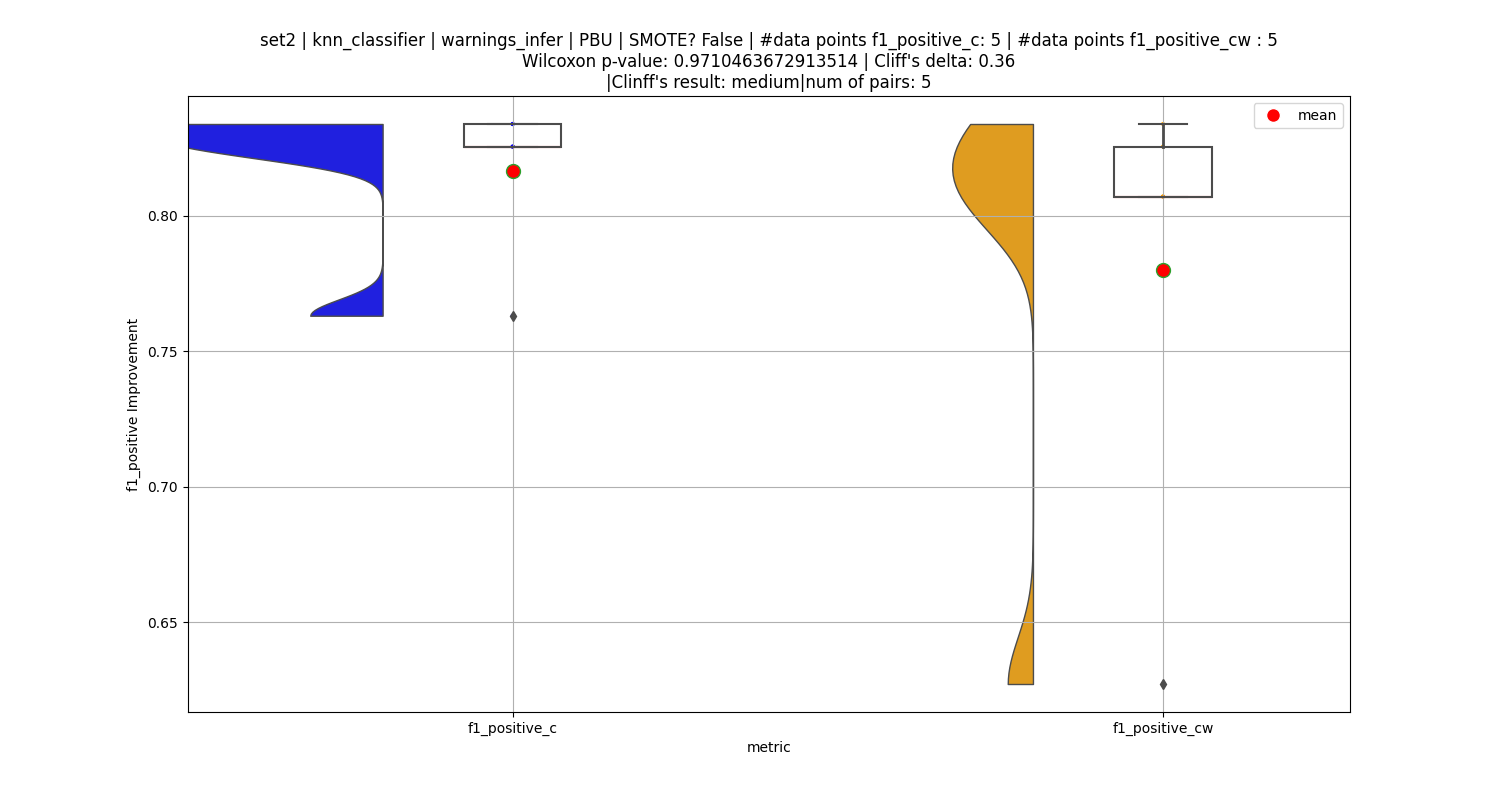 set2 | knn_classifier | warnings_infer | PBU | SMOTE? False | #data points f1_positive_c: 5 | #data points f1_positive_cw : 5
Wilcoxon p-value: 0.9710463672913514 | Cliff's delta: 0.36
|Clinff's result: medium|num of pairs: 5
mean
f1_positive Improvement
0.80
0.75
0.70
0.65
f1_positive_c
f1_positive_cw
metric